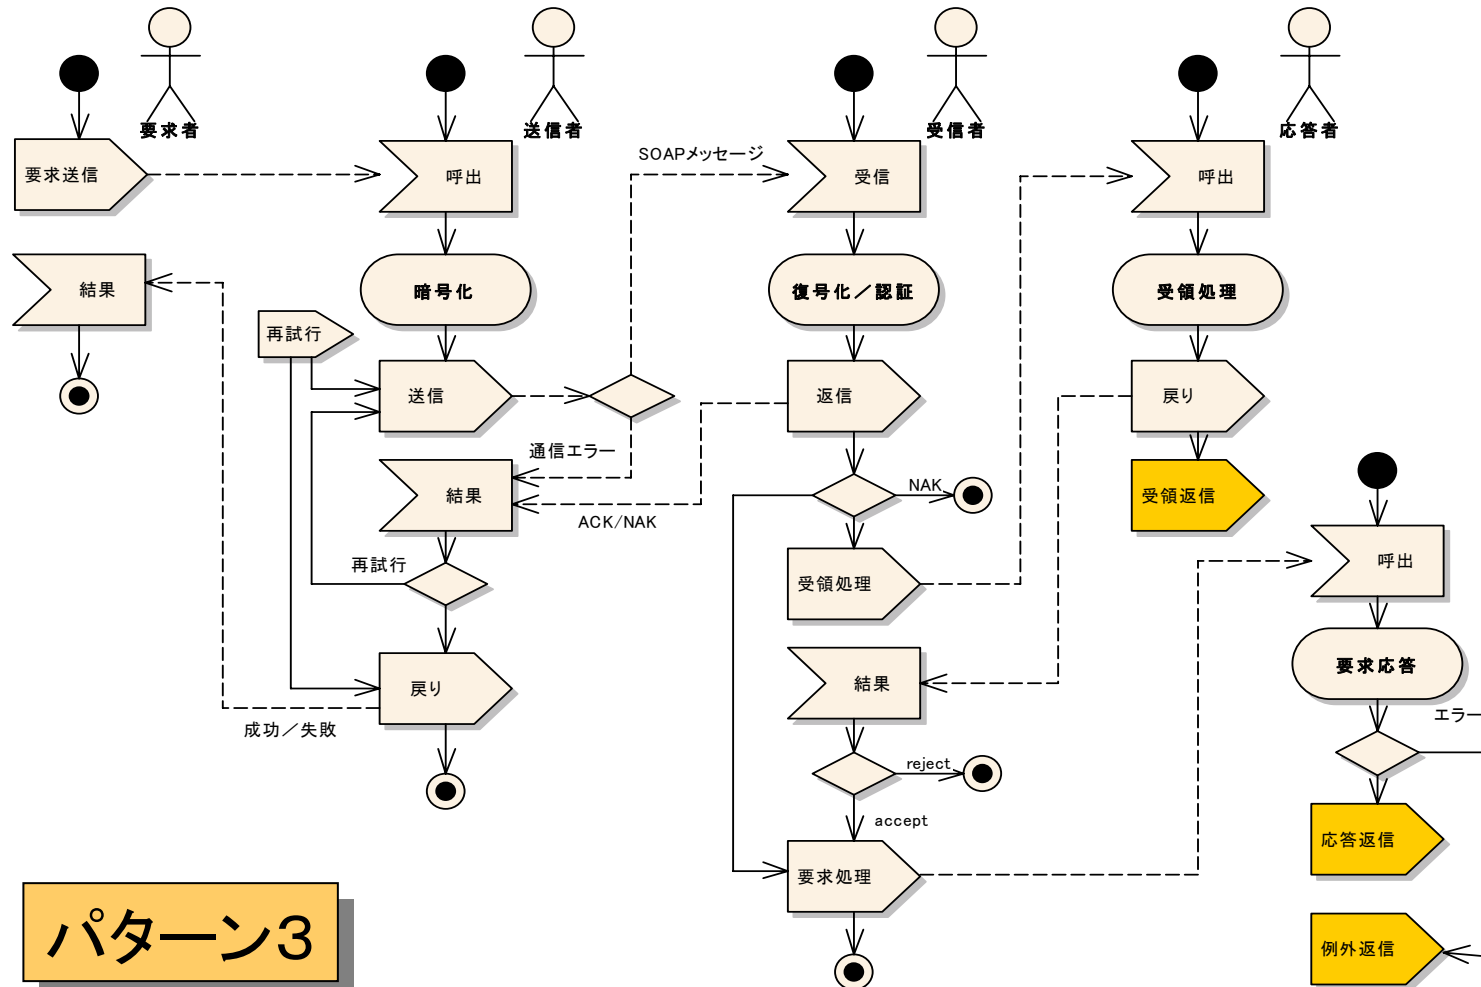 要求者
送信者
受信者
応答者
要求送信
呼出
SOAPメッセージ
受信
呼出
結果
暗号化
復号化／認証
受領処理
再試行
送信
返信
戻り
通信エラー
結果
ACK/NAK
NAK
受領返信
再試行
受領処理
呼出
戻り
成功／失敗
結果
要求応答
エラー
reject
accept
要求処理
応答返信
例外返信
パターン３